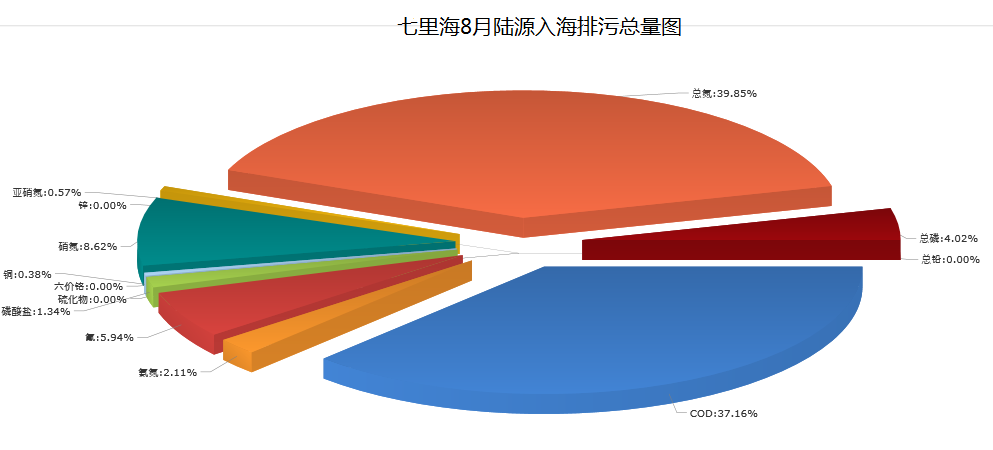 七里海8月陆源入海排污总量图
总氮:39.85%
亚硝氮:0.57%
锌:0.00%
总磷:4.02%
硝氮:8.62%
总铅:0.00%
铜:0.38%
六价铬:0.00%
硫化物:0.00%
磷酸盐:1.34%
氰:5.94%
氨氮:2.11%
COD:37.16%